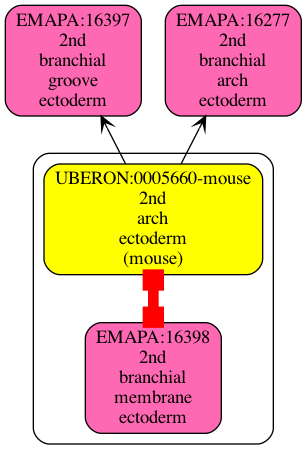 EMAPA:16397
2nd
branchial
groove
ectoderm
EMAPA:16277
2nd
branchial
arch
ectoderm
UBERON:0005660-mouse
2nd
arch
ectoderm
(mouse)
EMAPA:16398
2nd
branchial
membrane
ectoderm